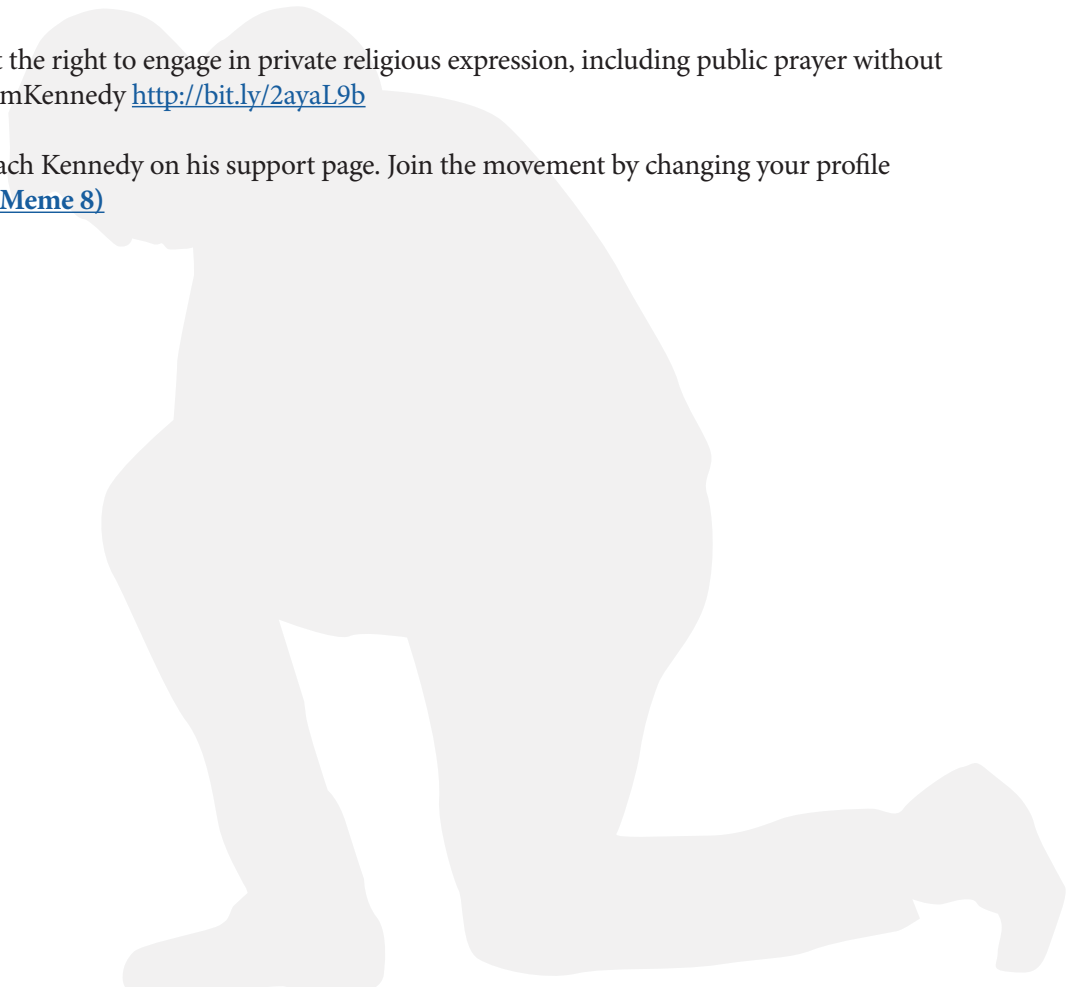 t the right to engage in private religious expression, including public prayer without
mKennedy http://bit.ly/2ayaL9b
ach Kennedy on his support page. Join the movement by changing your profile
Meme 8)